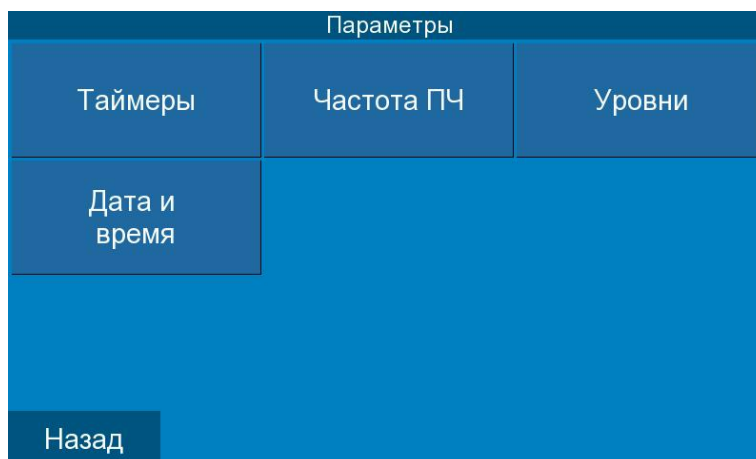 Параметры
Таймеры
Частота ПЧ
Уровни
Дата и
время
Назад